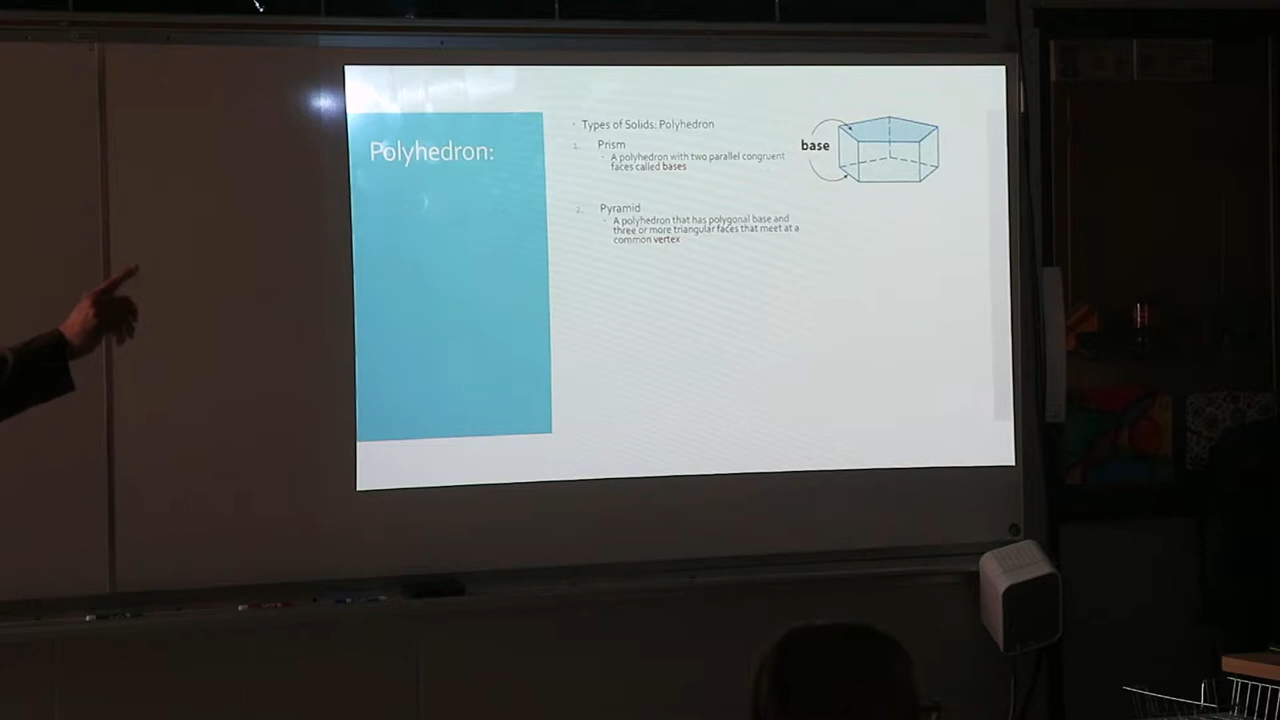 Polyhedron:
Types of Solids: Polyhedron
1. Prism
A polyhedron with two parallel congruent
faces called bases
base
2. Pyramid
A polyhedron that has polygonal base and
three or more triangular faces that meet at a
common vertex